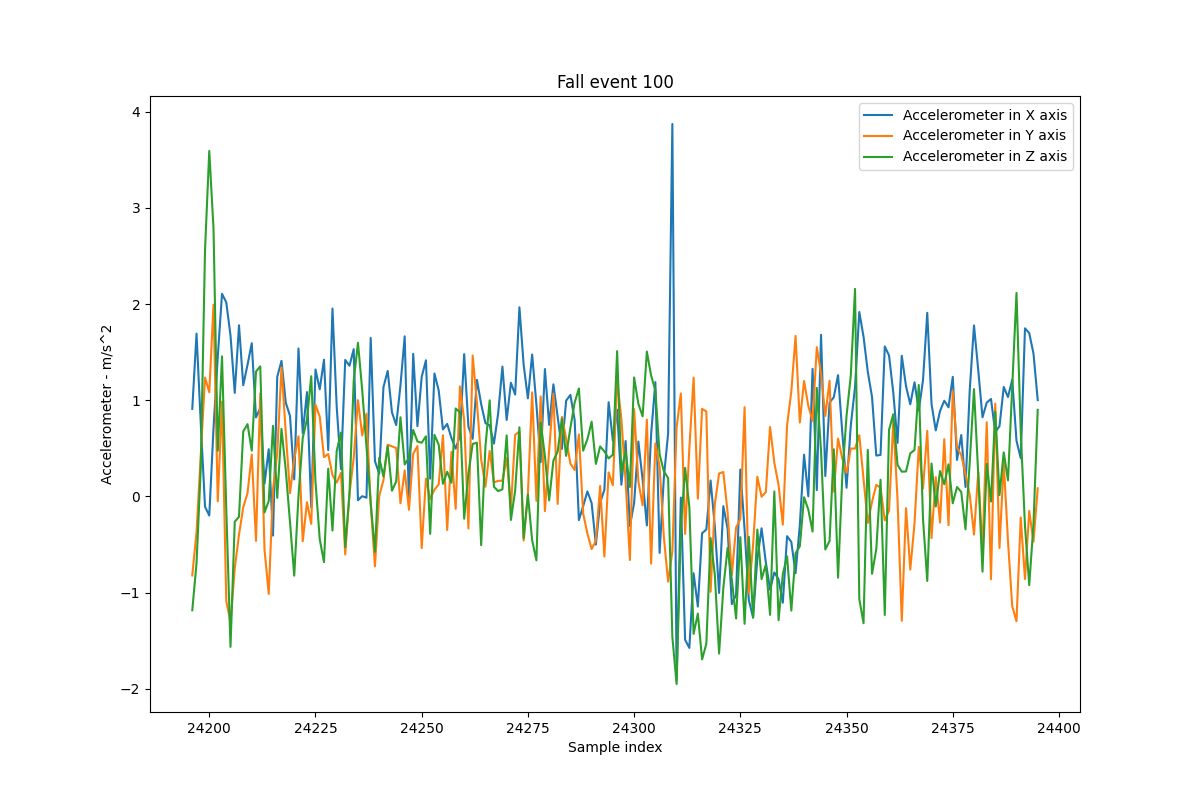 Fall event 100
Accelerometer in X axis
Accelerometer in Y axis
Accelerometer in Z axis
4
3
2
1
0
−1
−2
Accelerometer - m/s^2
24200 24225 24250 24275 24300 24325 24350 24375 24400
Sample index